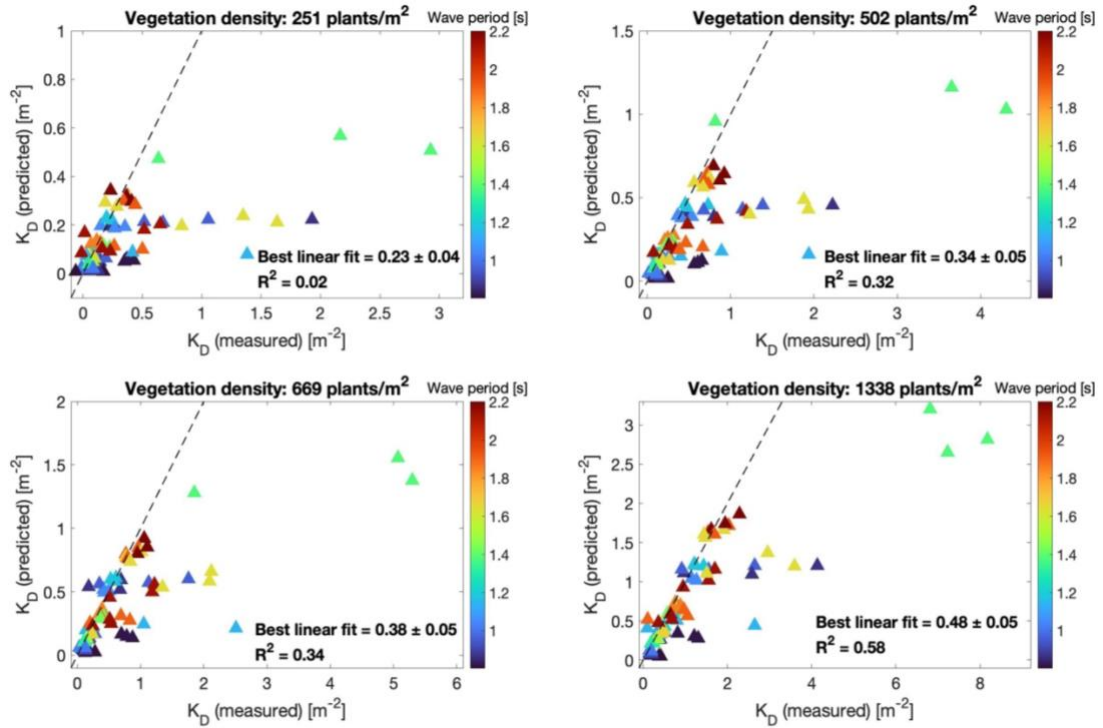 Vegetation density: 251 plants/m²
Wave period [s]
1
0.8
0.6
0.4
0.2
0
K_D (predicted) [m⁻²]
Best linear fit = 0.23 ± 0.04
R² = 0.02
0 0.5 1 1.5 2 2.5 3
K_D (measured) [m⁻²]
2.2
2
1.8
1.6
1.4
1.2
1
Vegetation density: 502 plants/m²
Wave period [s]
1.5
1
0.5
0
K_D (predicted) [m⁻²]
Best linear fit = 0.34 ± 0.05
R² = 0.32
0 1 2 3 4
K_D (measured) [m⁻²]
2.2
2
1.8
1.6
1.4
1.2
1
Vegetation density: 669 plants/m²
Wave period [s]
2
1.5
1
0.5
0
K_D (predicted) [m⁻²]
Best linear fit = 0.38 ± 0.05
R² = 0.34
0 1 2 3 4 5 6
K_D (measured) [m⁻²]
2.2
2
1.8
1.6
1.4
1.2
1
Vegetation density: 1338 plants/m²
Wave period [s]
3
2.5
2
1.5
1
0.5
0
K_D (predicted) [m⁻²]
Best linear fit = 0.48 ± 0.05
R² = 0.58
0 2 4 6 8
K_D (measured) [m⁻²]
2.2
2
1.8
1.6
1.4
1.2
1